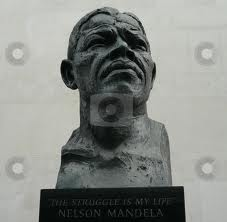 'THE STRUGGLE IS MY LIFE'
NELSON MANDELA